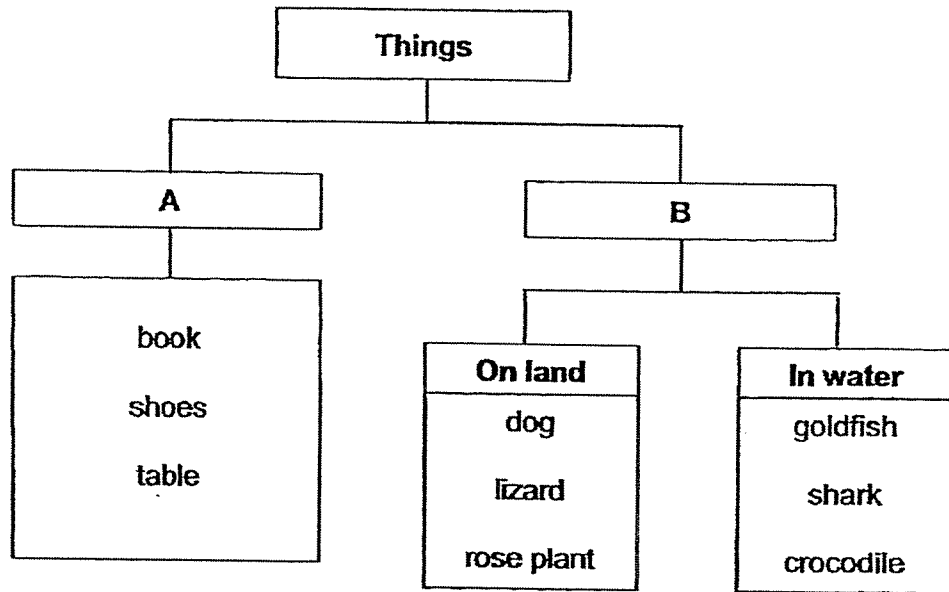 Things
A
B
book
shoes
table
On land
dog
lizard
rose plant
In water
goldfish
shark
crocodile